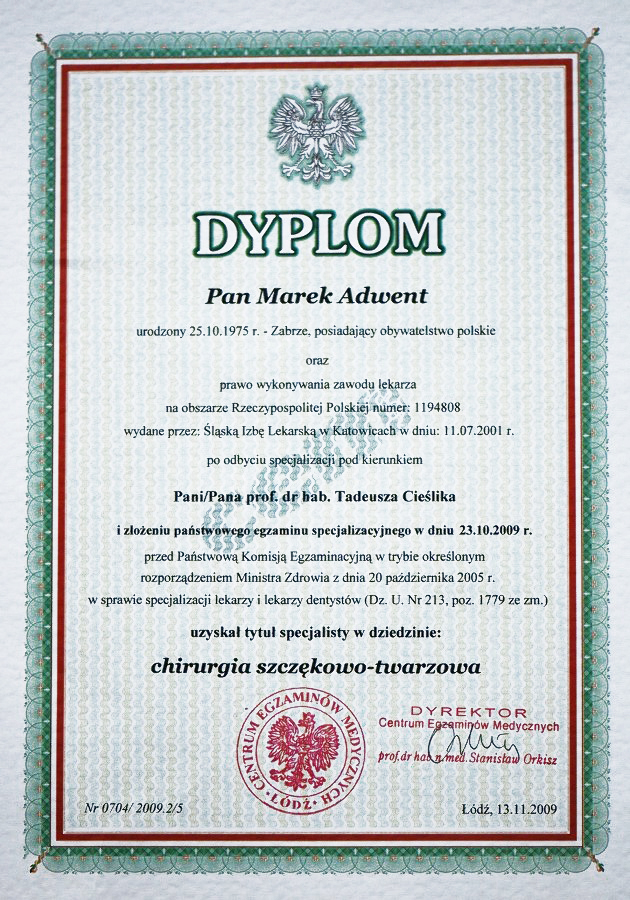 DYPLOM
Pan Marek Adwent
urodzony 25.10.1975 r. - Zabrze, posiadający obywatelstwo polskie
oraz
prawo wykonywania zawodu lekarza
na obszarze Rzeczypospolitej Polskiej numer: 1194808
wydane przez: Śląską Izbę Lekarską w Katowicach w dniu: 11.07.2001 r.
po odbyciu specjalizacji pod kierunkiem
Pani/Pana prof. dr hab. Tadeusza Cieślika
i złożeniu państwowego egzaminu specjalizacyjnego w dniu 23.10.2009 r.
przed Państwową Komisją Egzaminacyjną w trybie określonym
rozporządzeniem Ministra Zdrowia z dnia 20 października 2005 r.
w sprawie specjalizacji lekarzy i lekarzy dentystów (Dz. U. Nr 213, poz. 1779 ze zm.)
uzyskał tytuł specjalisty w dziedzinie:
chirurgia szczękowo-twarzowa
CENTRUM EGZAMINÓW MEDYCZNYCH
ŁÓDŹ
DYREKTOR
Centrum Egzaminów Medycznych
prof. dr hab. n. med. Stanisław Orkisz
Nr 0704/ 2009.2/5
Łódź, 13.11.2009